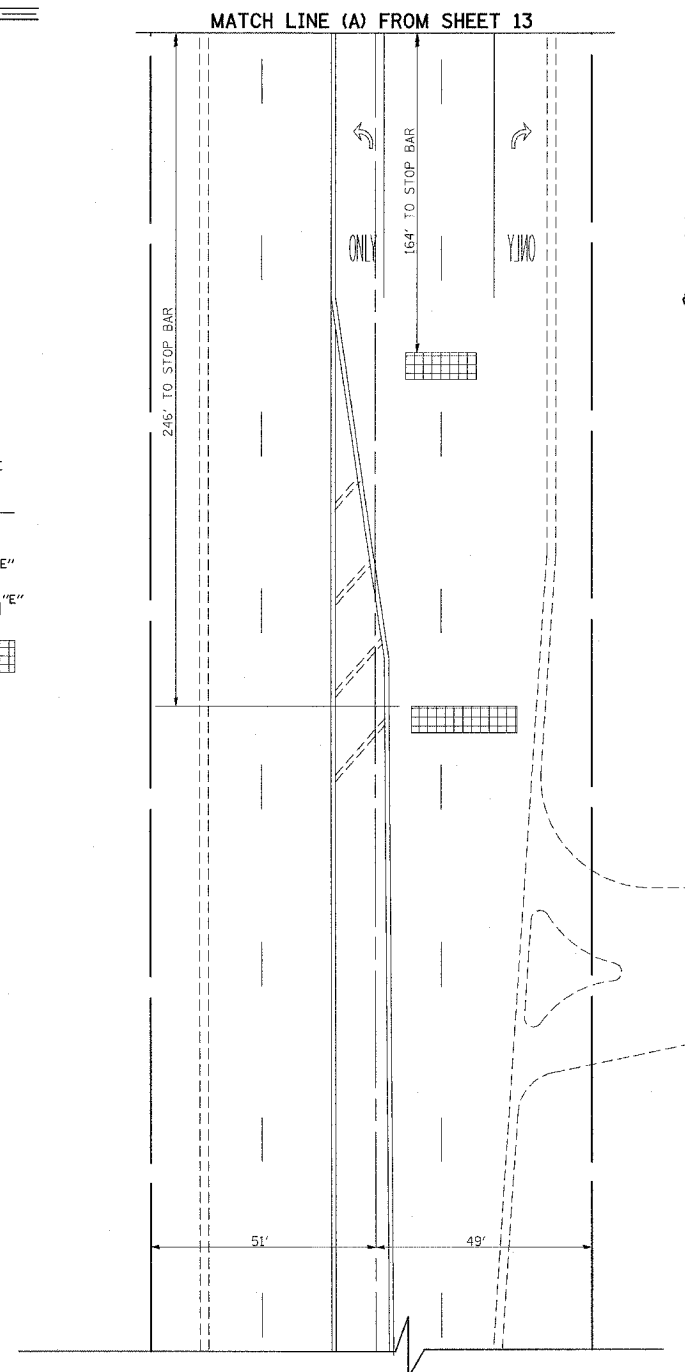 MATCH LINE (A) FROM SHEET 13
246' TO STOP BAR
164' TO STOP BAR
ONLY
ONLY
E"
"E"
51'
49'